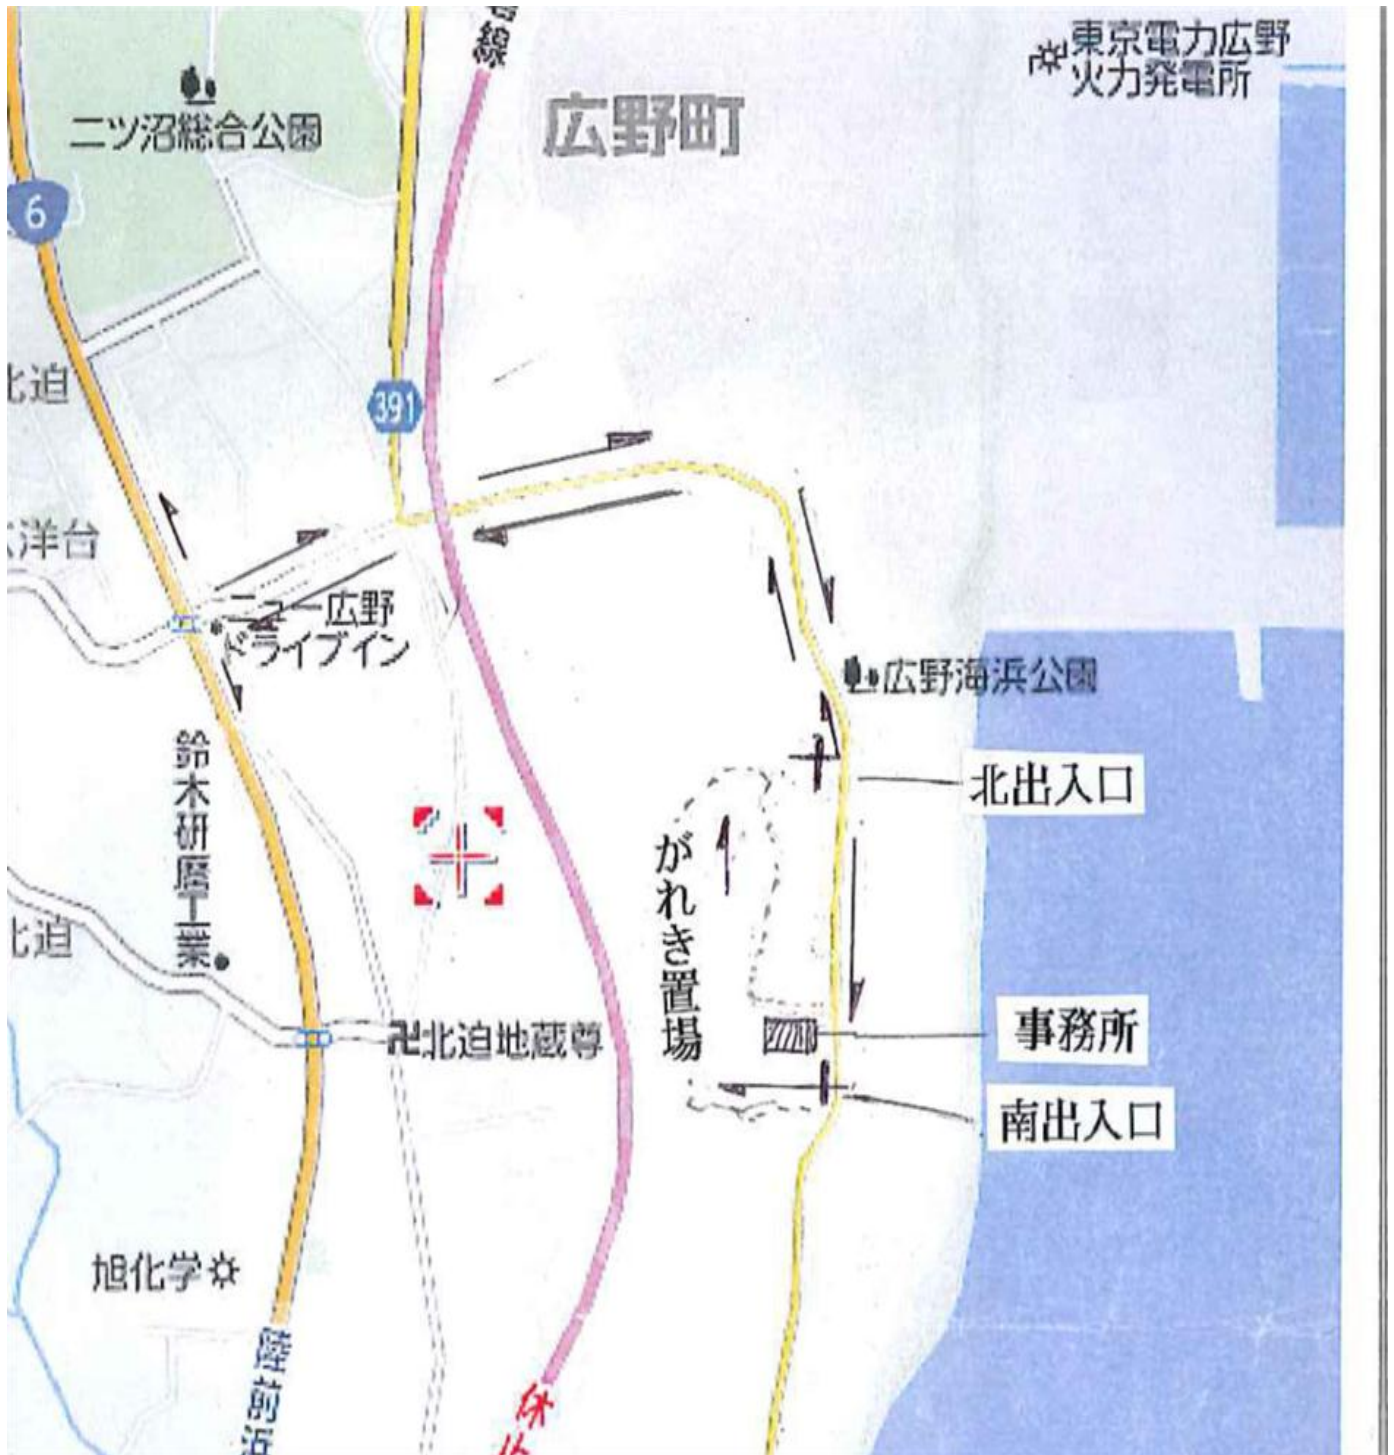 線
東京電力広野
火力発電所
広野町
二ツ沼総合公園
6
北迫
391
洋台
ニュー広野
ドライブイン
広野海浜公園
北出入口
鈴木研磨工業
がれき置場
北迫
事務所
北迫地蔵尊
南出入口
旭化学
陸前浜
休